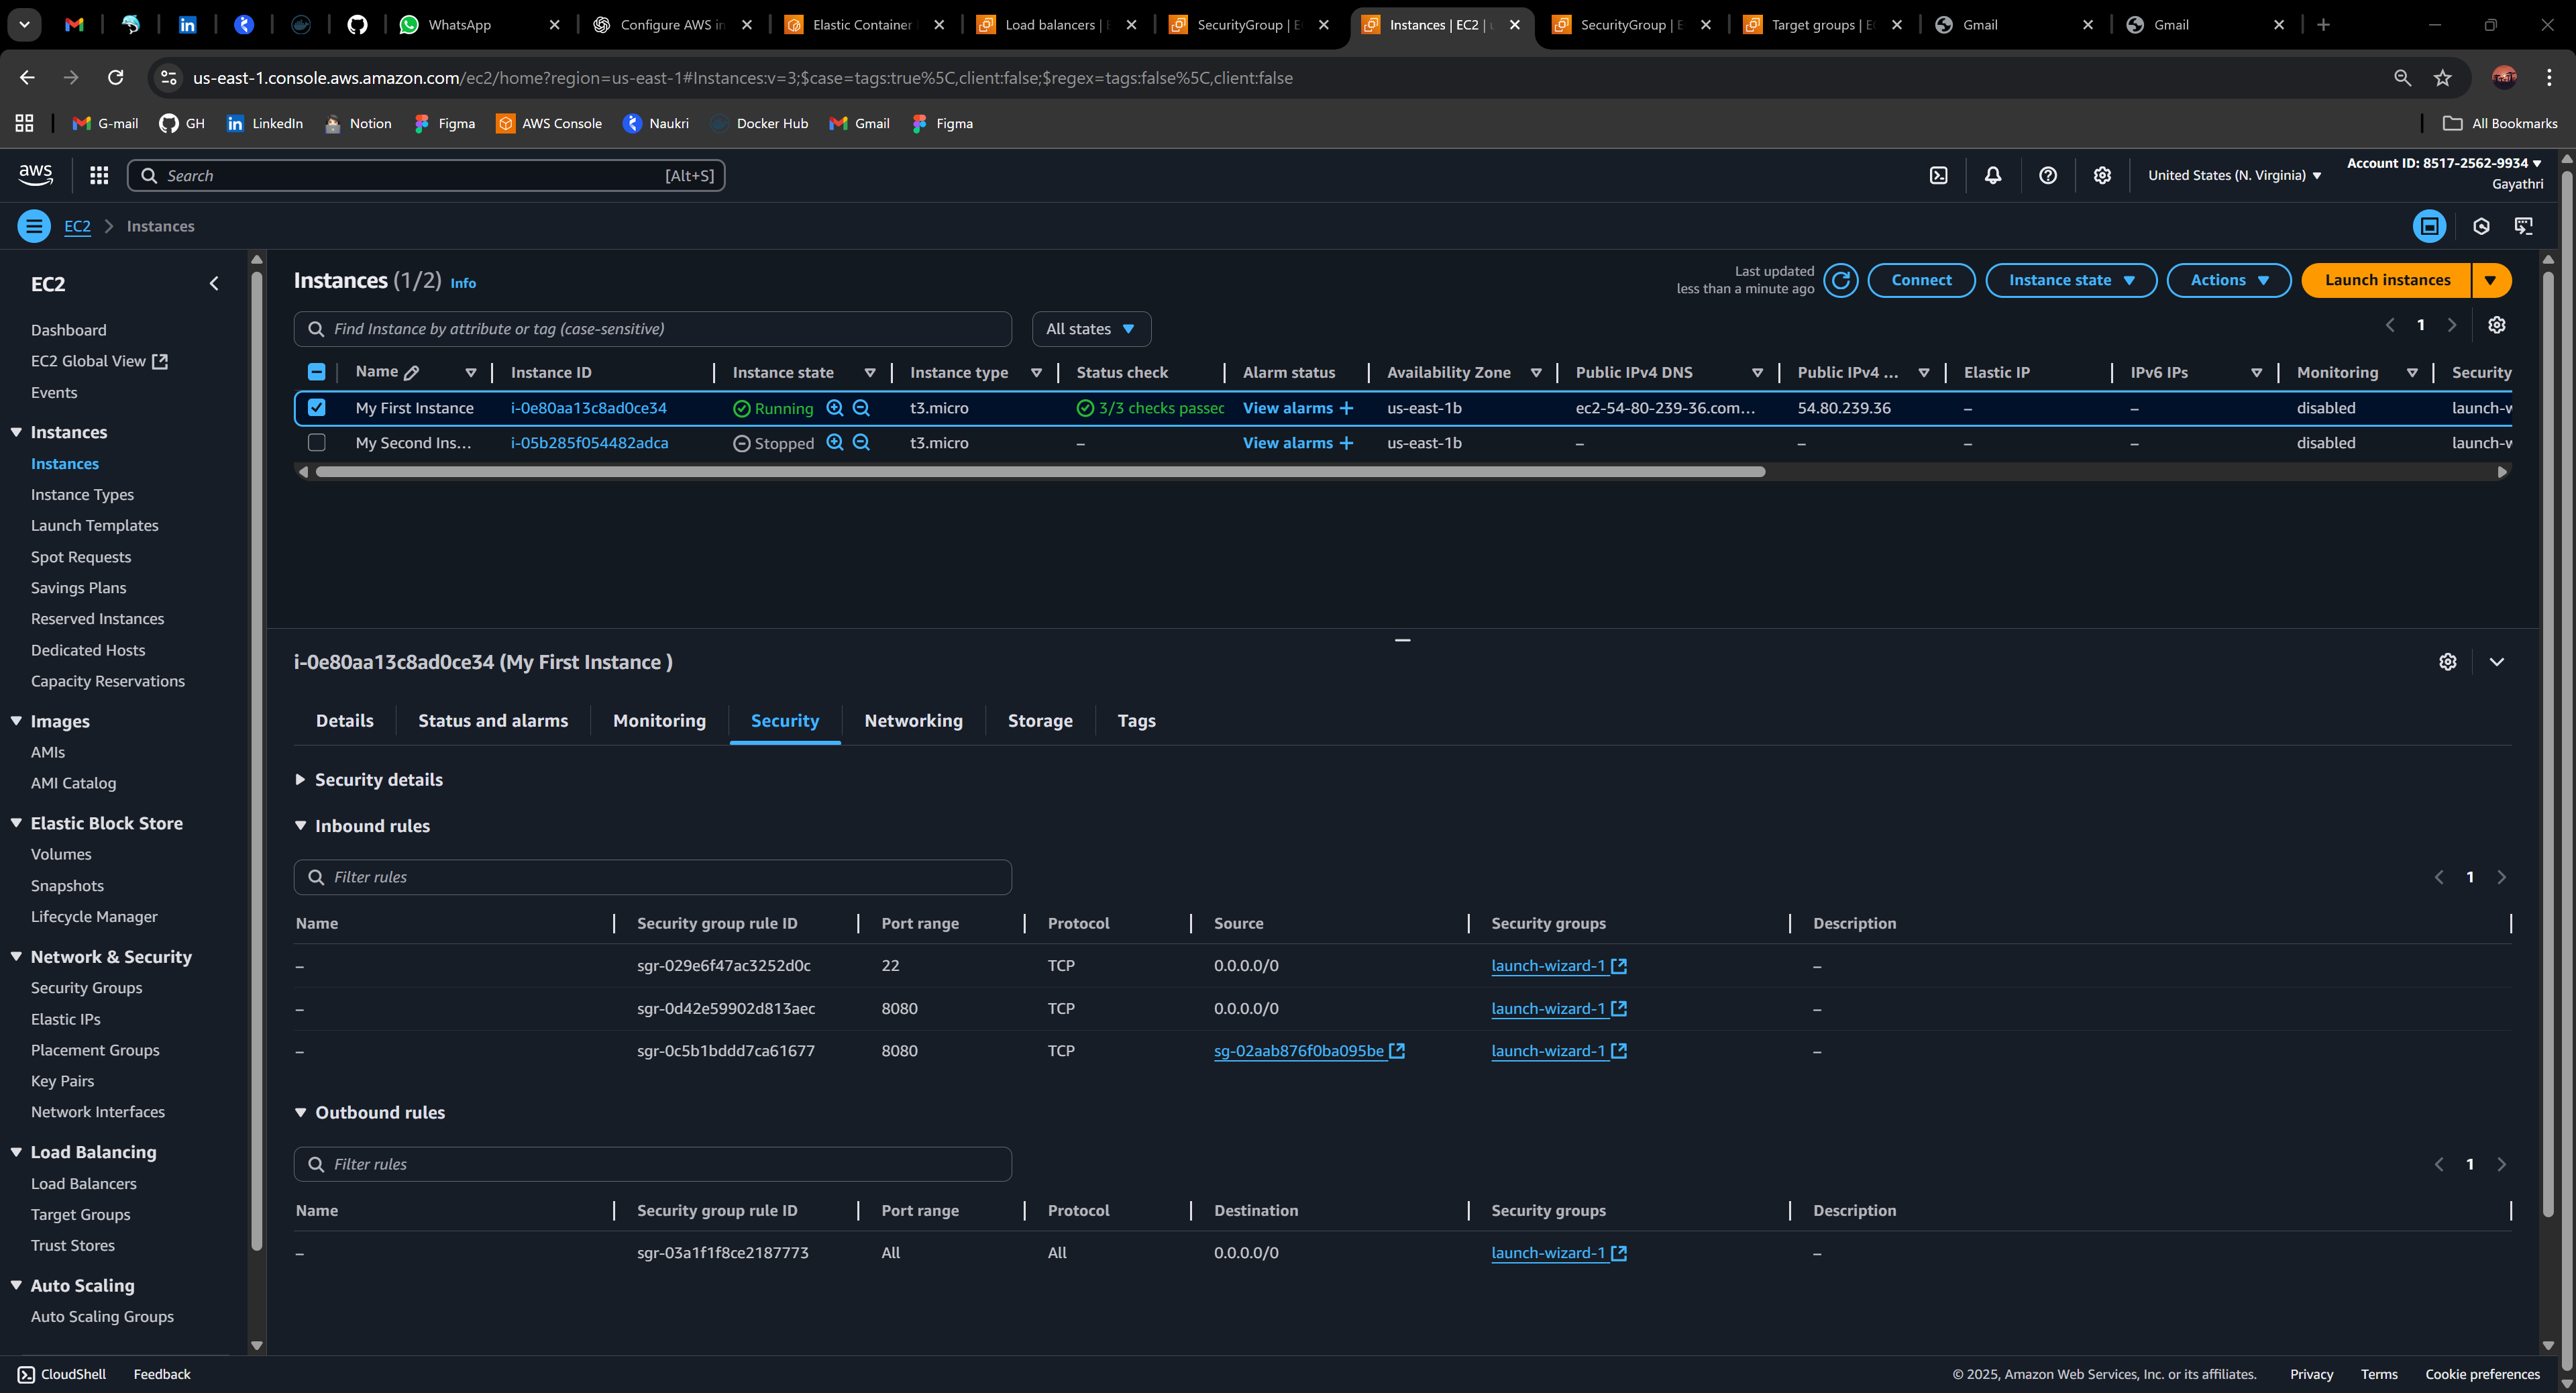 WhatsApp
Configure AWS in
Elastic Container
Load balancers | E
SecurityGroup | E
Instances | EC2 | u
SecurityGroup | E
Target groups | E
Gmail
Gmail
us-east-1.console.aws.amazon.com/ec2/home?region=us-east-1#Instances:v=3;$case=tags:true%5C,client:false;$regex=tags:false%5C,client:false
G-mail
GH
LinkedIn
Notion
Figma
AWS Console
Naukri
Docker Hub
Gmail
Figma
All Bookmarks
aws
Search
[Alt+S]
United States (N. Virginia)
Account ID: 8517-2562-9934
Gayathri
EC2
Instances
EC2
Dashboard
EC2 Global View
Events
Instances
Instances
Instance Types
Launch Templates
Spot Requests
Savings Plans
Reserved Instances
Dedicated Hosts
Capacity Reservations
Images
AMIs
AMI Catalog
Elastic Block Store
Volumes
Snapshots
Lifecycle Manager
Network & Security
Security Groups
Elastic IPs
Placement Groups
Key Pairs
Network Interfaces
Load Balancing
Load Balancers
Target Groups
Trust Stores
Auto Scaling
Auto Scaling Groups
Instances (1/2) Info
Last updated
less than a minute ago
Connect
Instance state
Actions
Launch instances
Find Instance by attribute or tag (case-sensitive)
All states
1
Name Instance ID Instance state Instance type Status check Alarm status Availability Zone Public IPv4 DNS Public IPv4 ... Elastic IP IPv6 IPs Monitoring Security
My First Instance i-0e80aa13c8ad0ce34 Running t3.micro 3/3 checks passec View alarms + us-east-1b ec2-54-80-239-36.com... 54.80.239.36 – – disabled launch-w
My Second Ins... i-05b285f054482adca Stopped t3.micro – View alarms + us-east-1b – – – – disabled launch-w
i-0e80aa13c8ad0ce34 (My First Instance )
Details
Status and alarms
Monitoring
Security
Networking
Storage
Tags
Security details
Inbound rules
Filter rules
1
Name Security group rule ID Port range Protocol Source Security groups Description
– sgr-029e6f47ac3252d0c 22 TCP 0.0.0.0/0 launch-wizard-1 –
– sgr-0d42e59902d813aec 8080 TCP 0.0.0.0/0 launch-wizard-1 –
– sgr-0c5b1bddd7ca61677 8080 TCP sg-02aab876f0ba095be launch-wizard-1 –
Outbound rules
Filter rules
1
Name Security group rule ID Port range Protocol Destination Security groups Description
– sgr-03a1f1f8ce2187773 All All 0.0.0.0/0 launch-wizard-1 –
CloudShell
Feedback
© 2025, Amazon Web Services, Inc. or its affiliates.
Privacy
Terms
Cookie preferences